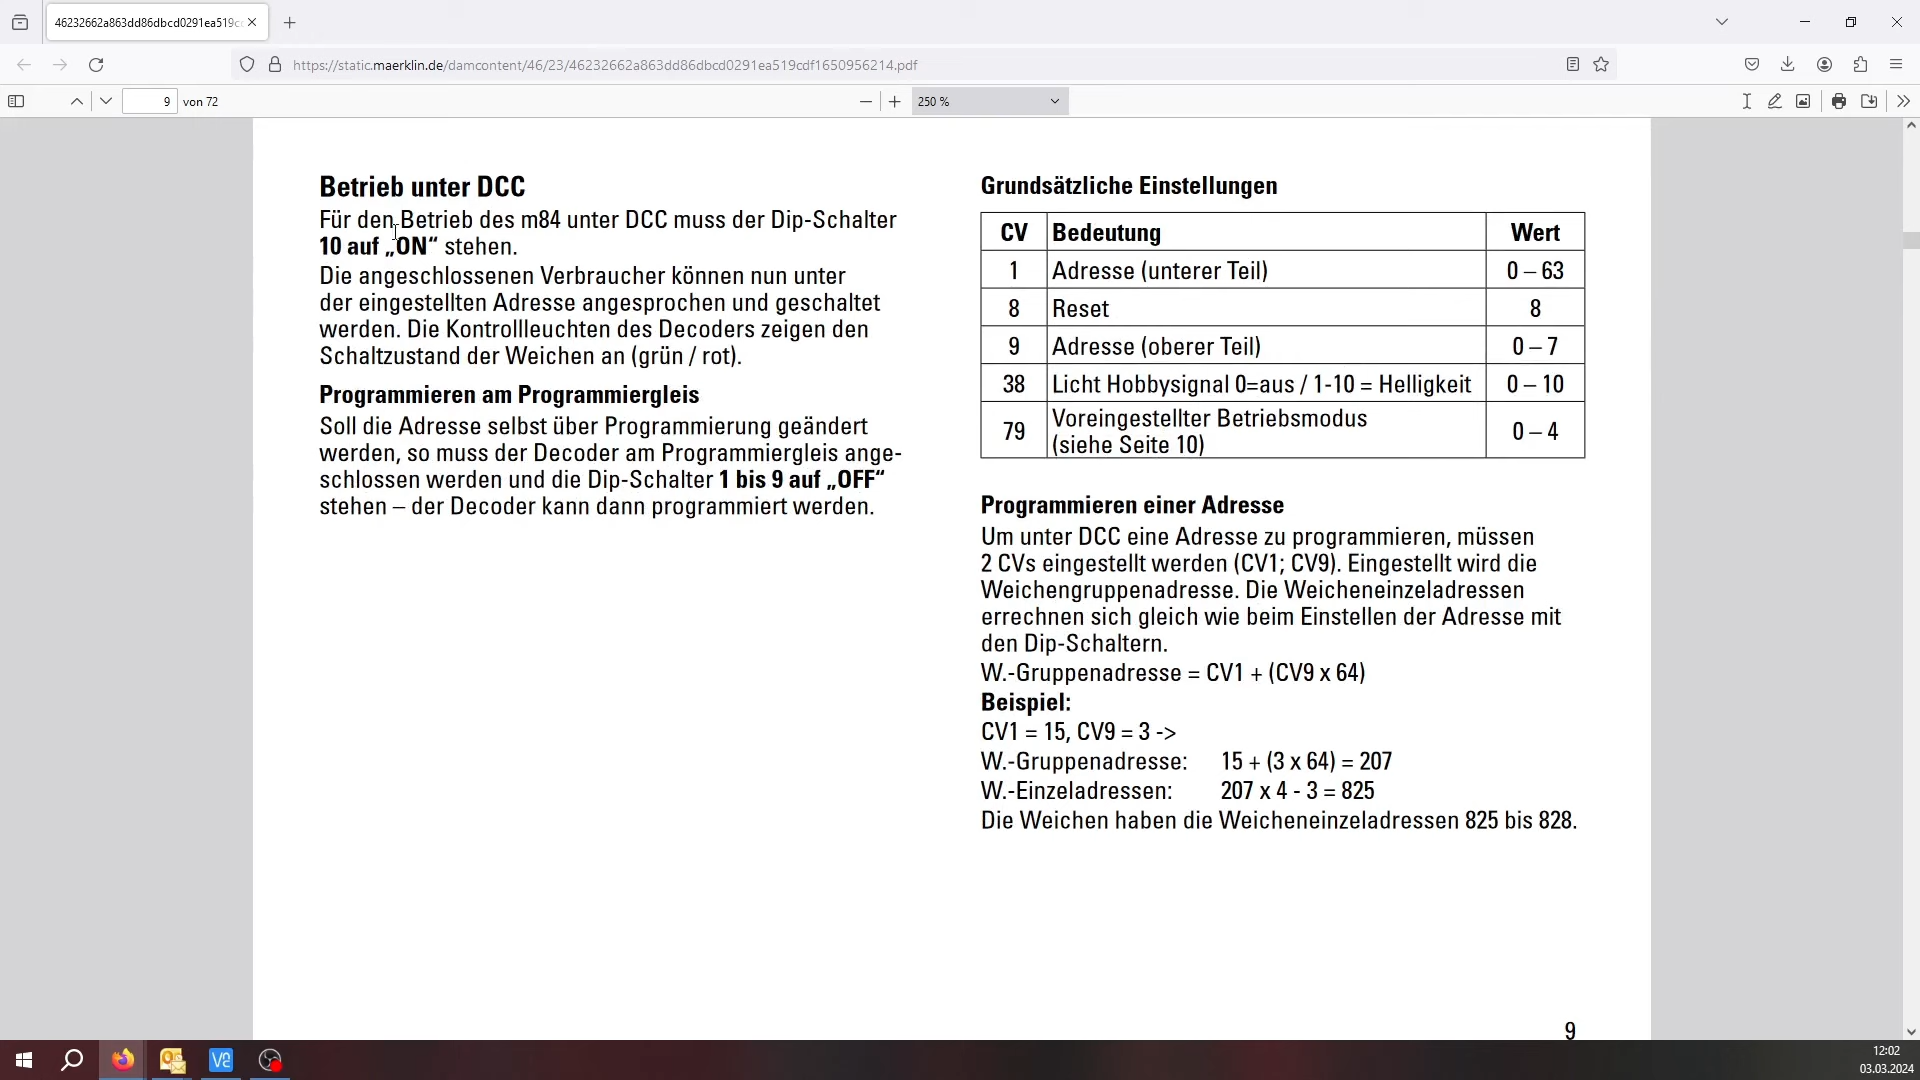 46232662a863dd86dbcd0291ea519c
https://static.maerklin.de/damcontent/46/23/46232662a863dd86dbcd0291ea519cdf1650956214.pdf
9 von 72
250 %
Betrieb unter DCC
Für den Betrieb des m84 unter DCC muss der Dip-Schalter
10 auf „ON“ stehen.
Die angeschlossenen Verbraucher können nun unter
der eingestellten Adresse angesprochen und geschaltet
werden. Die Kontrollleuchten des Decoders zeigen den
Schaltzustand der Weichen an (grün / rot).
Programmieren am Programmiergleis
Soll die Adresse selbst über Programmierung geändert
werden, so muss der Decoder am Programmiergleis ange-
schlossen werden und die Dip-Schalter 1 bis 9 auf „OFF“
stehen – der Decoder kann dann programmiert werden.
Grundsätzliche Einstellungen
CV Bedeutung Wert
1 Adresse (unterer Teil) 0 – 63
8 Reset 8
9 Adresse (oberer Teil) 0 – 7
38 Licht Hobbysignal 0=aus / 1-10 = Helligkeit 0 – 10
79 Voreingestellter Betriebsmodus
(siehe Seite 10) 0 – 4
Programmieren einer Adresse
Um unter DCC eine Adresse zu programmieren, müssen
2 CVs eingestellt werden (CV1; CV9). Eingestellt wird die
Weichengruppenadresse. Die Weicheneinzeladressen
errechnen sich gleich wie beim Einstellen der Adresse mit
den Dip-Schaltern.
W.-Gruppenadresse = CV1 + (CV9 x 64)
Beispiel:
CV1 = 15, CV9 = 3 ->
W.-Gruppenadresse: 15 + (3 x 64) = 207
W.-Einzeladressen: 207 x 4 - 3 = 825
Die Weichen haben die Weicheneinzeladressen 825 bis 828.
9
12:02
03.03.2024